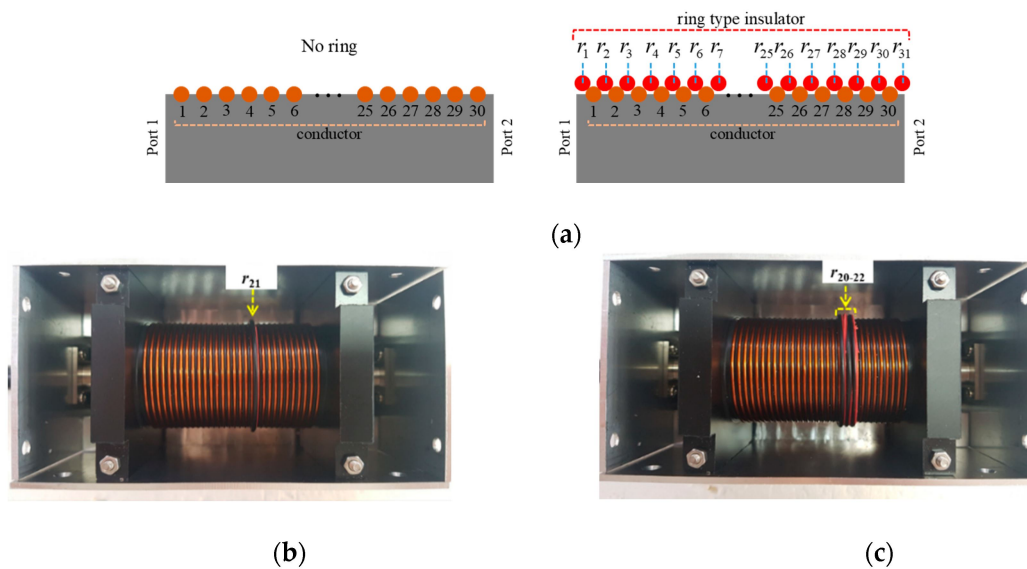 ring type insulator
No ring
r1 r2 r3 r4 r5 r6 r7 r25 r26 r27 r28 r29 r30 r31
1 2 3 4 5 6 ... 25 26 27 28 29 30
1 2 3 4 5 6 ... 25 26 27 28 29 30
Port 1
conductor
Port 2
Port 1
conductor
Port 2
(a)
r21
r20-22
(b)
(c)